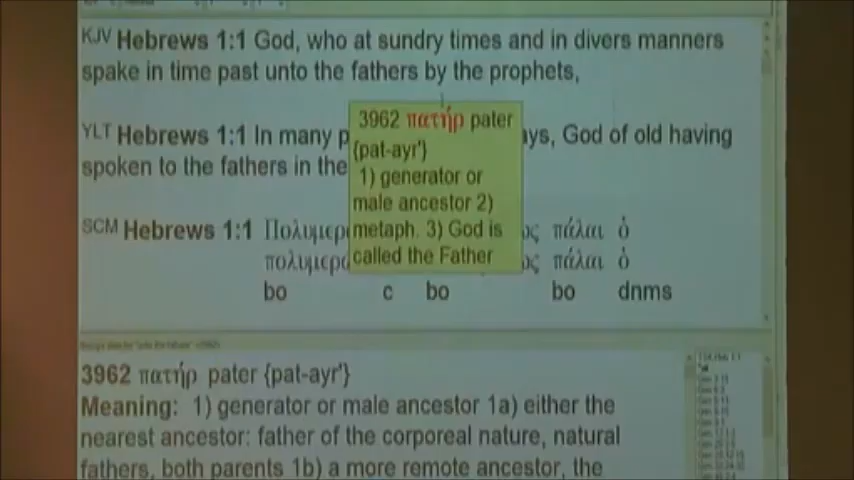 KJV Hebrews 1:1 God, who at sundry times and in divers manners
spake in time past unto the fathers by the prophets,
YLT Hebrews 1:1 In many p ays, God of old having
spoken to the fathers in the
3962 πατήρ pater
{pat-ayr'}
1) generator or
male ancestor 2)
metaph. 3) God is
called the Father
SCM Hebrews 1:1 Πολυμερ ος πάλαι ὁ
πολυμερ ος πάλαι ὁ
bo c bo bo dnms
3962 πατήρ pater {pat-ayr'}
Meaning: 1) generator or male ancestor 1a) either the
nearest ancestor: father of the corporeal nature, natural
fathers, both parents 1b) a more remote ancestor, the